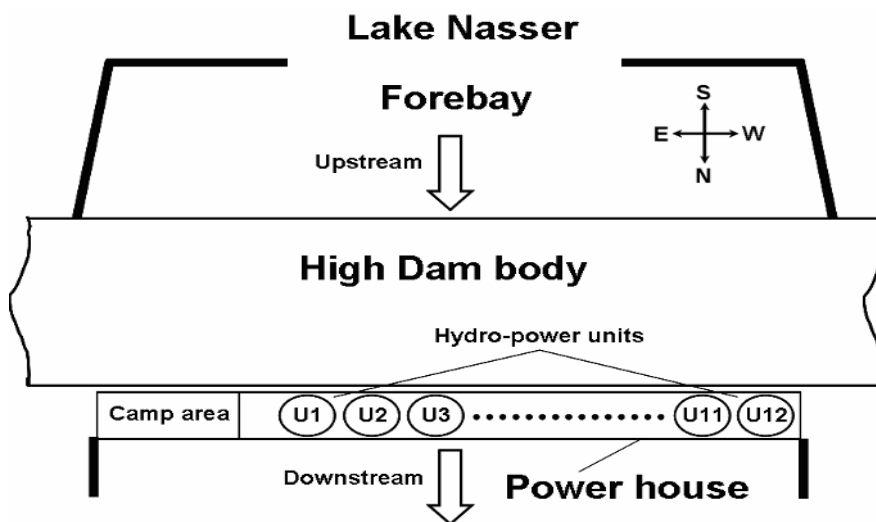 Lake Nasser
Forebay
S
E
W
N
Upstream
High Dam body
Hydro-power units
Camp area
U1
U2
U3
U11
U12
Downstream
Power house